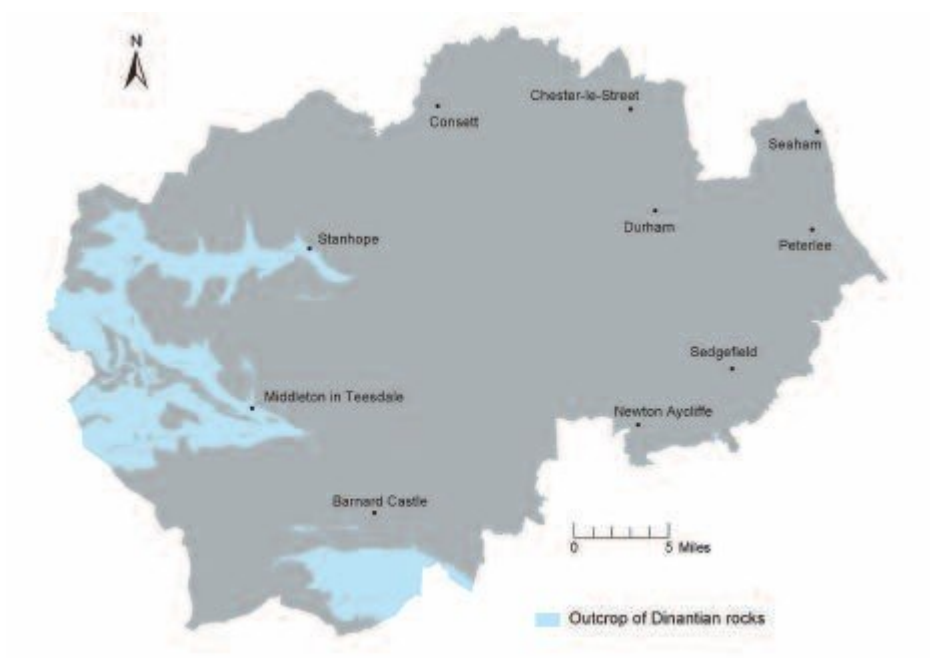 N
Chester-le-Street
Consett
Seaham
Durham
Stanhope
Peterlee
Sedgefield
Middleton in Teesdale
Newton Aycliffe
Barnard Castle
0 5 Miles
Outcrop of Dinantian rocks